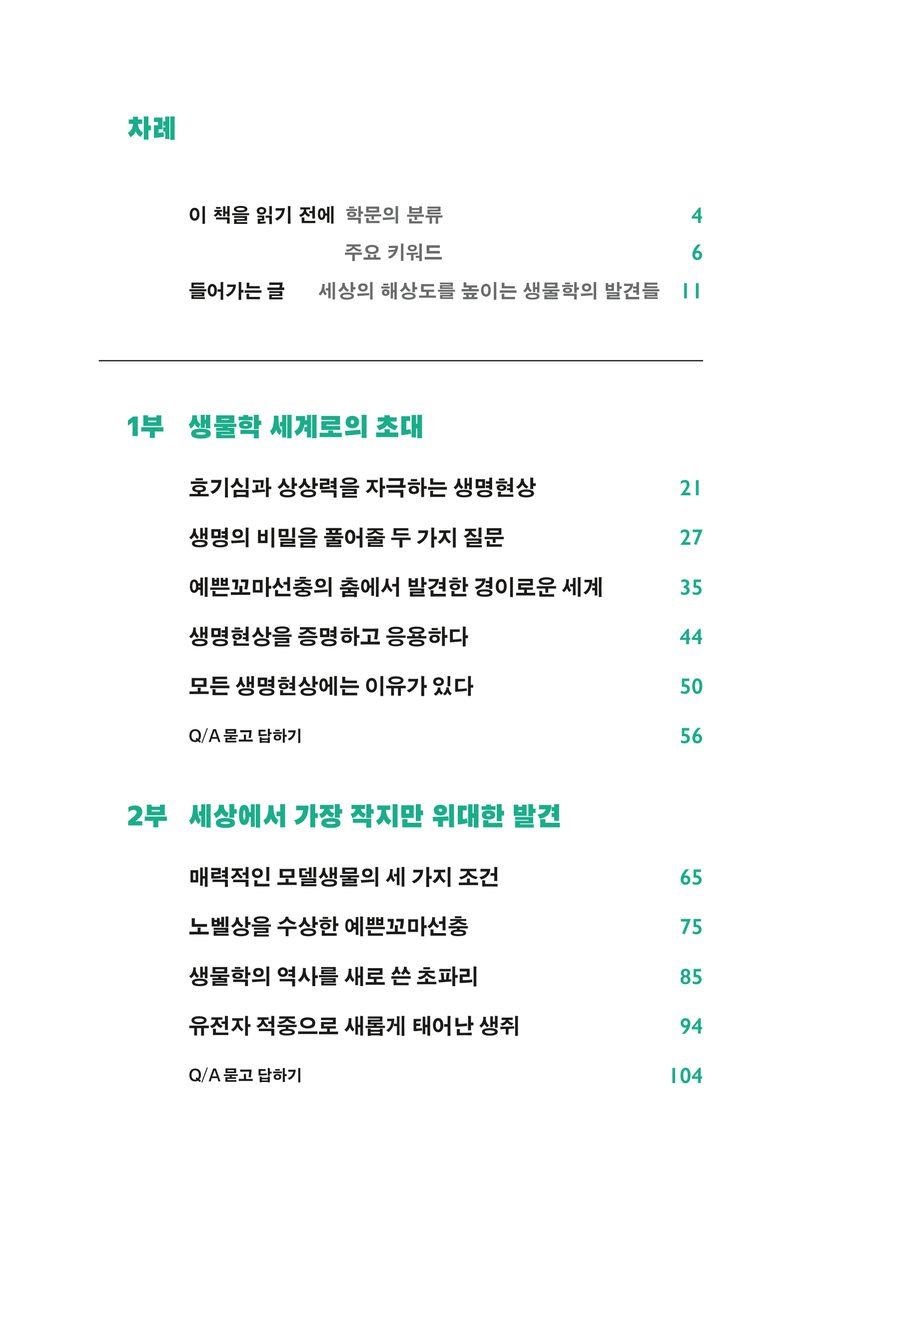 차례
이 책을 읽기 전에 학문의 분류 4
주요 키워드 6
들어가는 글 세상의 해상도를 높이는 생물학의 발견들 11
1부 생물학 세계로의 초대
호기심과 상상력을 자극하는 생명현상 21
생명의 비밀을 풀어줄 두 가지 질문 27
예쁜꼬마선충의 춤에서 발견한 경이로운 세계 35
생명현상을 증명하고 응용하다 44
모든 생명현상에는 이유가 있다 50
Q/A 묻고 답하기 56
2부 세상에서 가장 작지만 위대한 발견
매력적인 모델생물의 세 가지 조건 65
노벨상을 수상한 예쁜꼬마선충 75
생물학의 역사를 새로 쓴 초파리 85
유전자 적중으로 새롭게 태어난 생쥐 94
Q/A 묻고 답하기 104